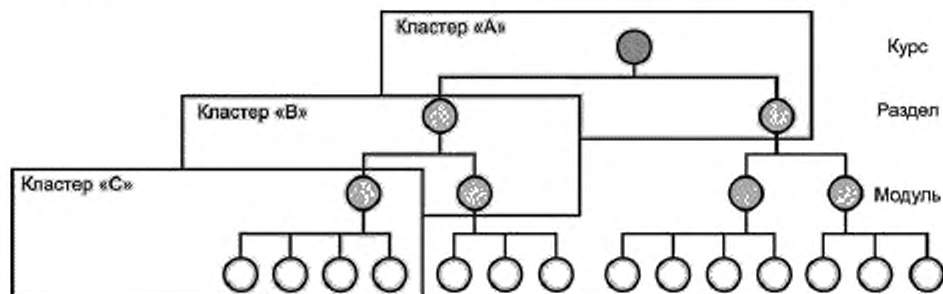 Кластер «A»
Курс
Кластер «B»
Раздел
Кластер «C»
Модуль